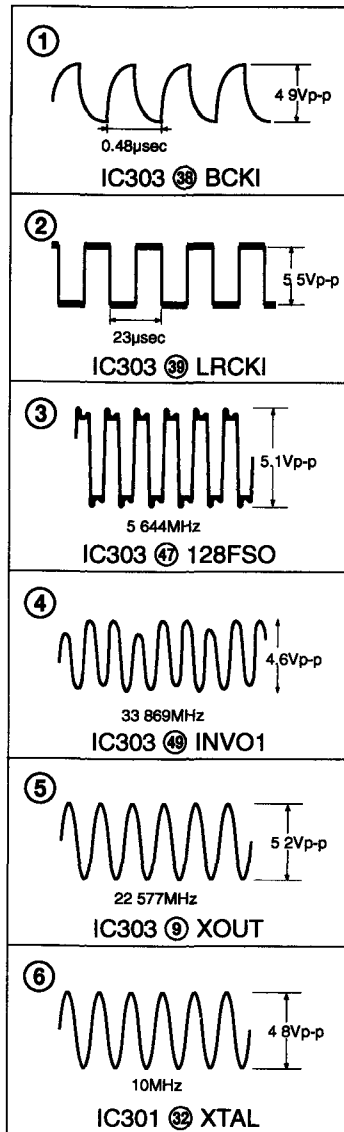 ①
4 9Vp-p
0.48µsec
IC303 ㊳ BCKI
②
5 5Vp-p
23µsec
IC303 ㊴ LRCKI
③
5.1Vp-p
5 644MHz
IC303 ㊼ 128FSO
④
4.6Vp-p
33 869MHz
IC303 ㊾ INVO1
⑤
5 2Vp-p
22 577MHz
IC303 ⑨ XOUT
⑥
4 8Vp-p
10MHz
IC301 ㉜ XTAL